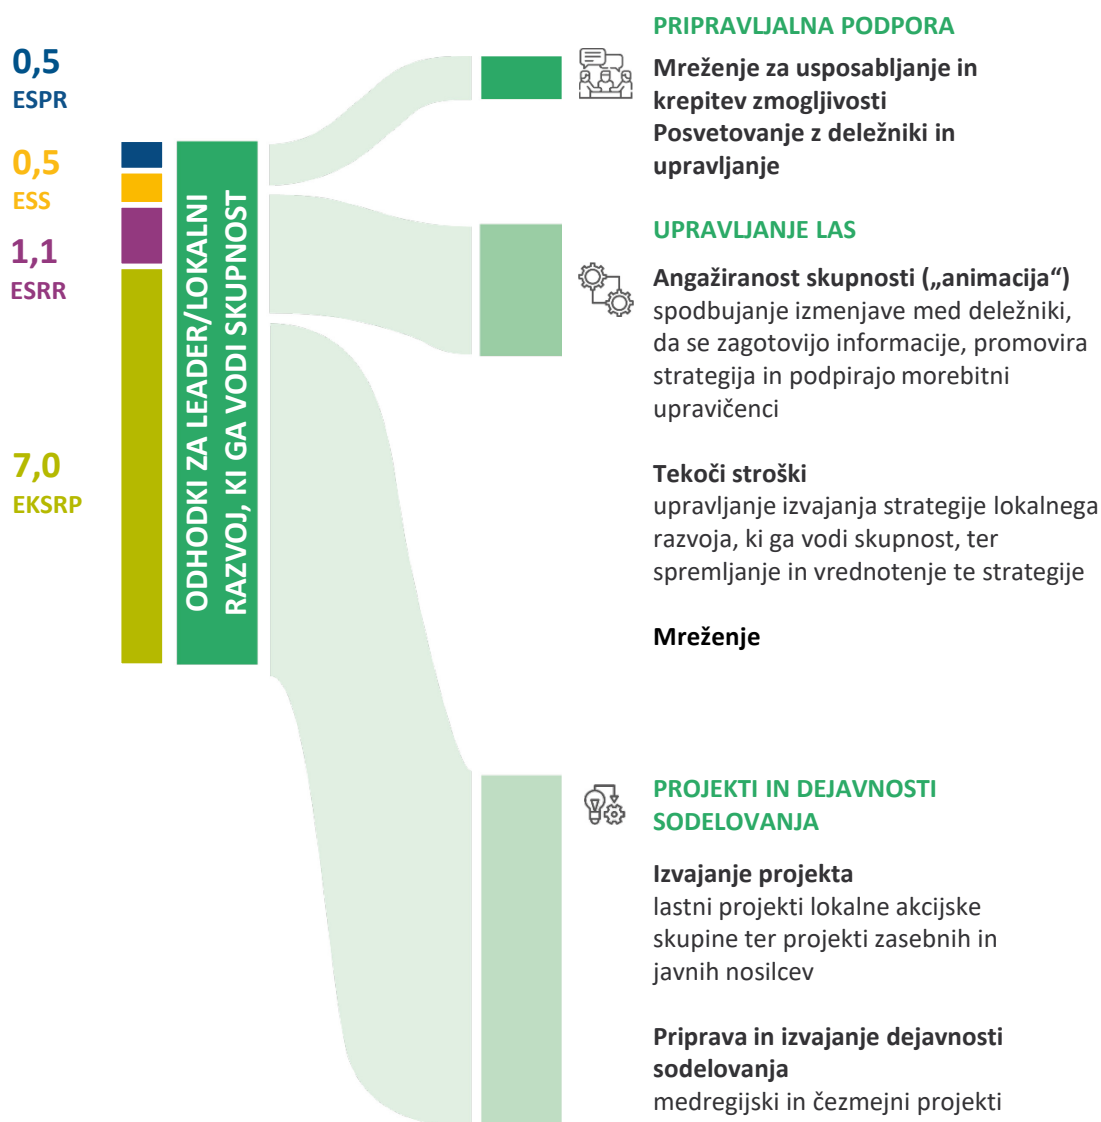 0,5
ESPR
0,5
ESS
1,1
ESRR
7,0
EKSRP
ODHODKI ZA LEADER/LOKALNI
RAZVOJ, KI GA VODI SKUPNOST
PRIPRAVLJALNA PODPORA
Mreženje za usposabljanje in
krepitev zmogljivosti
Posvetovanje z deležniki in
upravljanje
UPRAVLJANJE LAS
Angažiranost skupnosti („animacija“)
spodbujanje izmenjave med deležniki,
da se zagotovijo informacije, promovira
strategija in podpirajo morebitni
upravičenci
Tekoči stroški
upravljanje izvajanja strategije lokalnega
razvoja, ki ga vodi skupnost, ter
spremljanje in vrednotenje te strategije
Mreženje
PROJEKTI IN DEJAVNOSTI
SODELOVANJA
Izvajanje projekta
lastni projekti lokalne akcijske
skupine ter projekti zasebnih in
javnih nosilcev
Priprava in izvajanje dejavnosti
sodelovanja
medregijski in čezmejni projekti